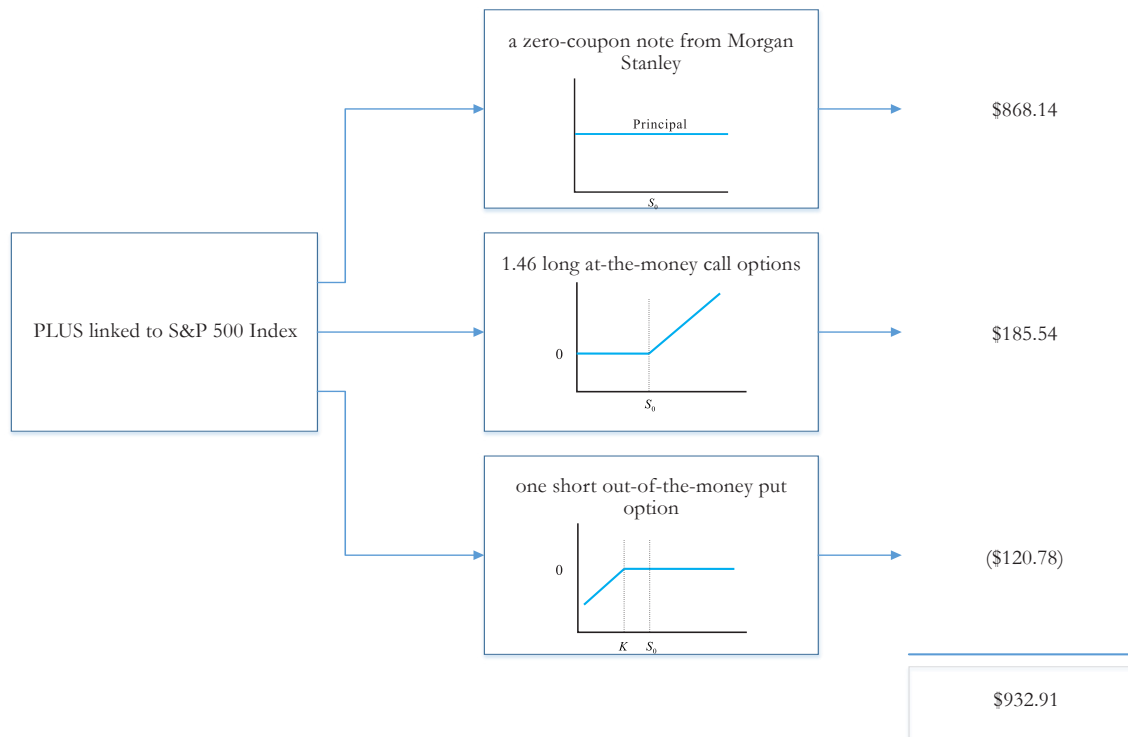 a zero-coupon note from Morgan
Stanley
Principal
S₀
$868.14
1.46 long at-the-money call options
0
S₀
$185.54
PLUS linked to S&P 500 Index
one short out-of-the-money put
option
0
K S₀
($120.78)
$932.91